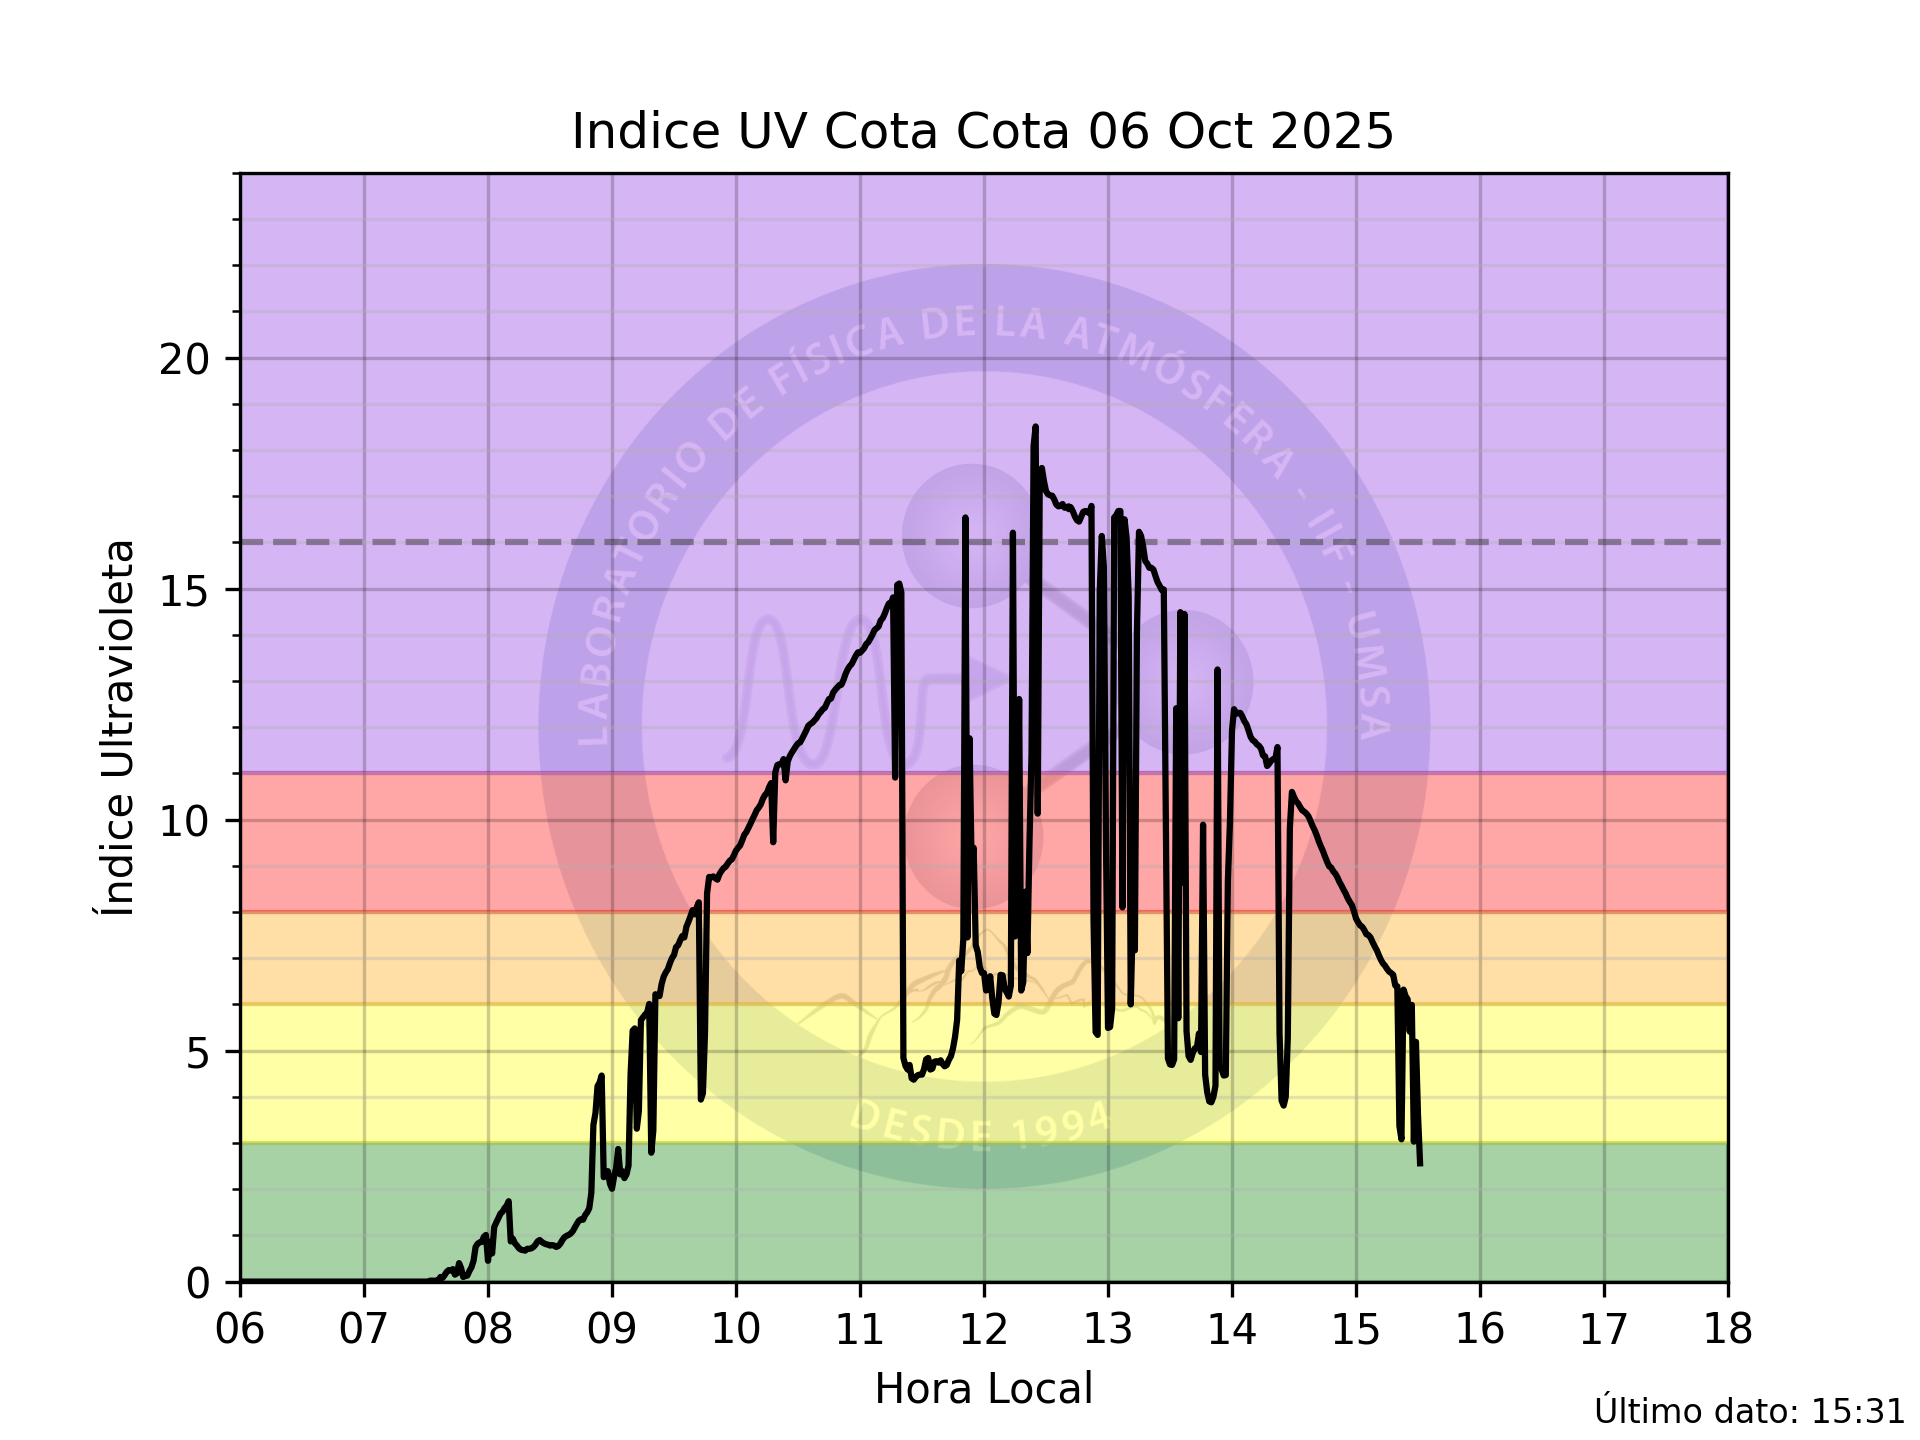 Indice UV Cota Cota 06 Oct 2025
Índice Ultravioleta
20
15
10
5
0
LABORATORIO DE FÍSICA DE LA ATMÓSFERA - IIF - UMSA
DESDE 1994
06 07 08 09 10 11 12 13 14 15 16 17 18
Hora Local
Último dato: 15:31